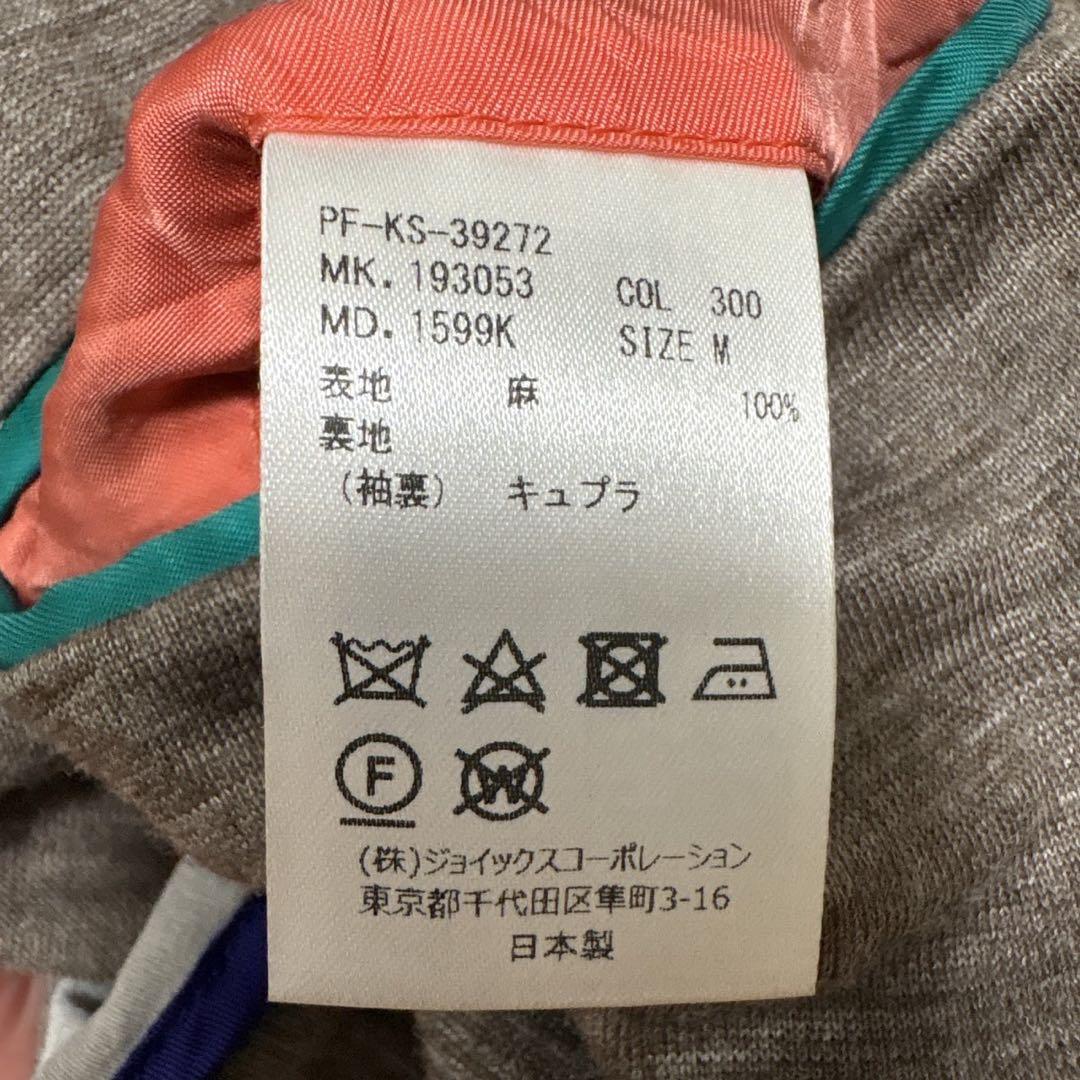 PF-KS-39272
MK. 193053 COL 300
MD. 1599K SIZE M
表地 麻 100%
裏地
(袖裏) キュプラ
F W
(株)ジョイックスコーポレーション
東京都千代田区隼町3-16
日本製